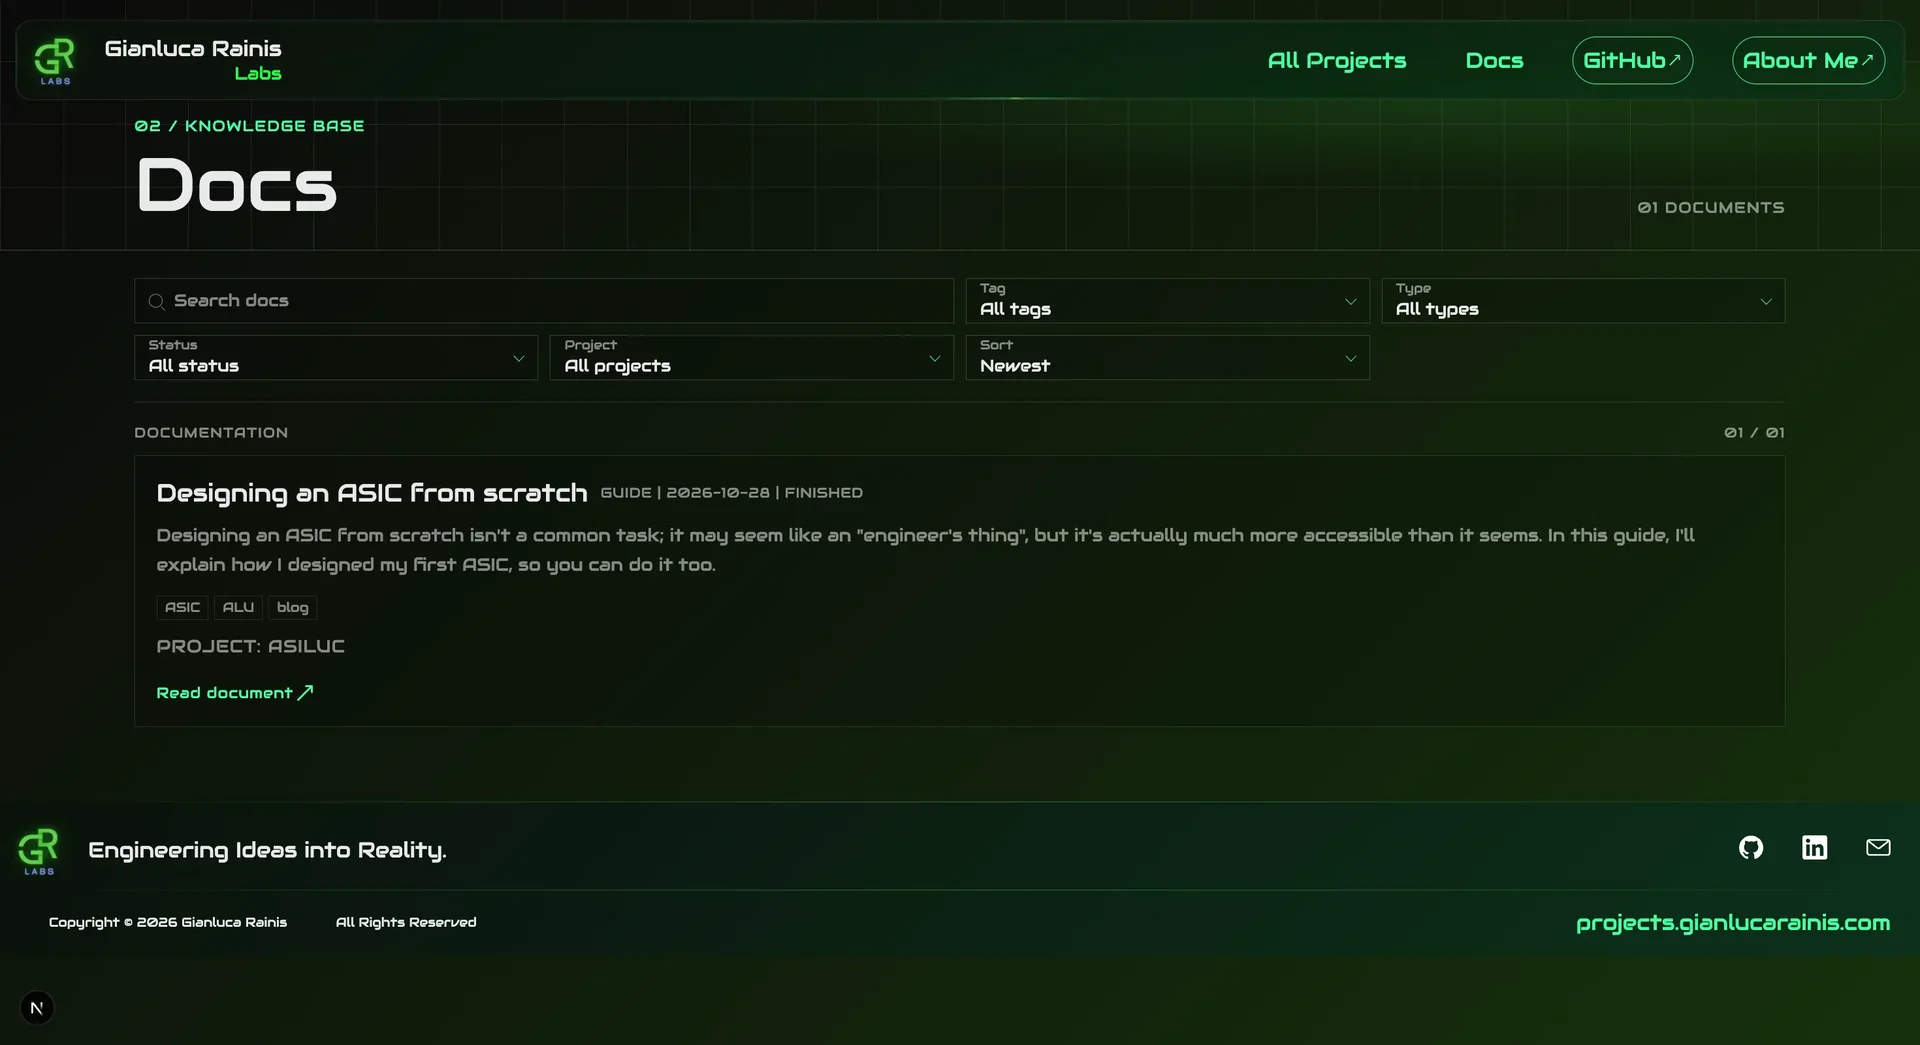 GR
LABS
Gianluca Rainis
Labs
All Projects
Docs
GitHub↗
About Me↗
02 / KNOWLEDGE BASE
Docs
01 DOCUMENTS
Search docs
Tag
All tags
Type
All types
Status
All status
Project
All projects
Sort
Newest
DOCUMENTATION
01 / 01
Designing an ASIC from scratch GUIDE | 2026-10-28 | FINISHED
Designing an ASIC from scratch isn't a common task; it may seem like an "engineer's thing", but it's actually much more accessible than it seems. In this guide, I'll
explain how I designed my first ASIC, so you can do it too.
ASIC ALU blog
PROJECT: ASILUC
Read document ↗
GR
LABS
Engineering Ideas into Reality.
in
Copyright © 2026 Gianluca Rainis
All Rights Reserved
projects.gianlucarainis.com
N